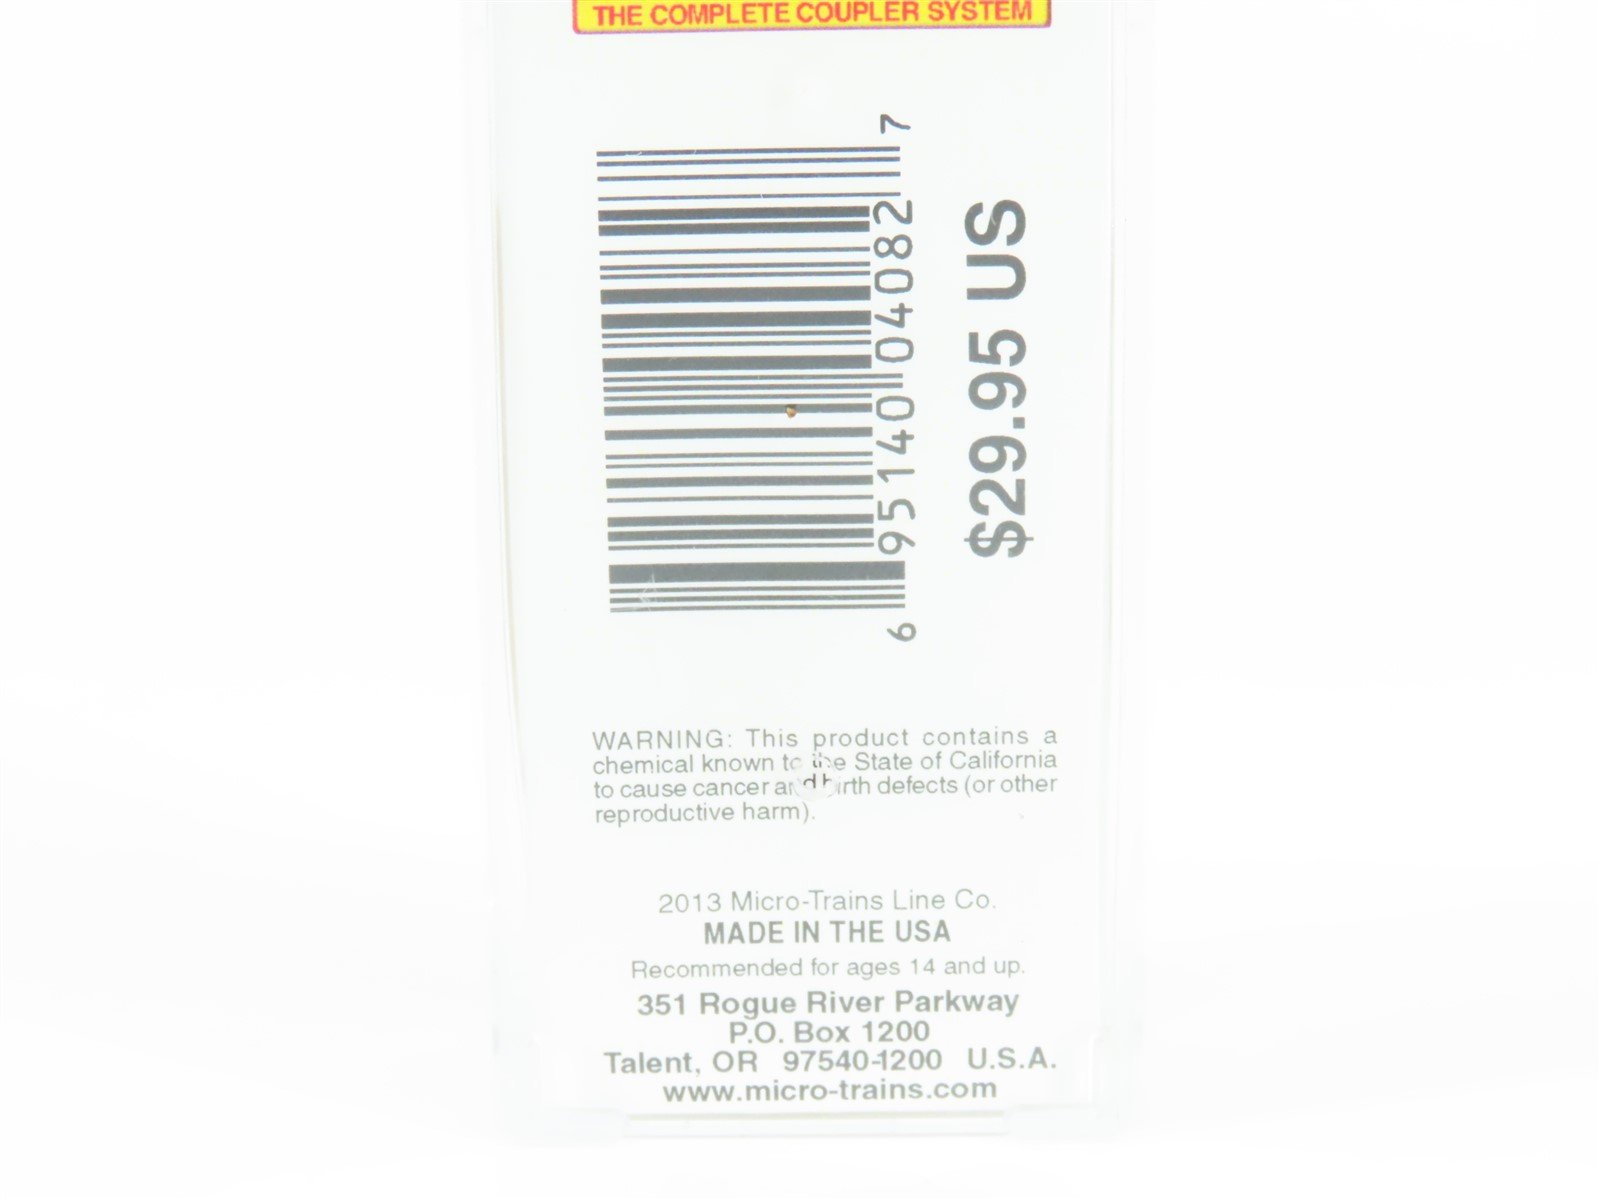 THE COMPLETE COUPLER SYSTEM
6 95140 04082 7
$29.95 US
WARNING: This product contains a
chemical known to the State of California
to cause cancer and birth defects (or other
reproductive harm).
2013 Micro-Trains Line Co.
MADE IN THE USA
Recommended for ages 14 and up.
351 Rogue River Parkway
P.O. Box 1200
Talent, OR 97540-1200 U.S.A.
www.micro-trains.com